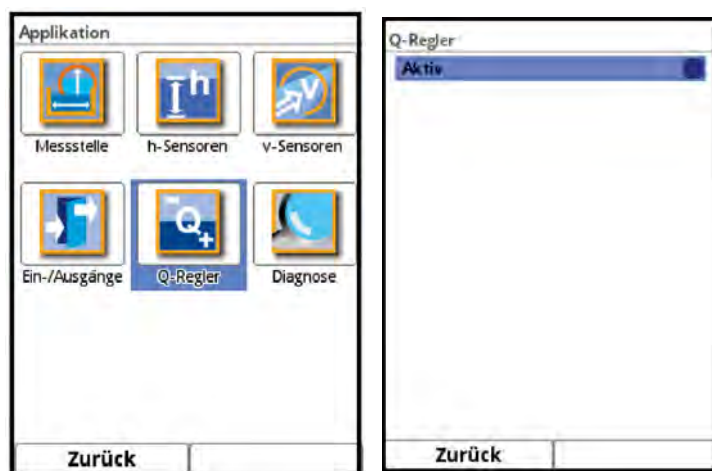 Applikation
h
v
Messstelle h-Sensoren v-Sensoren
Q
Ein-/Ausgänge Q-Regler Diagnose
Zurück
Q-Regler
Aktiv
Zurück